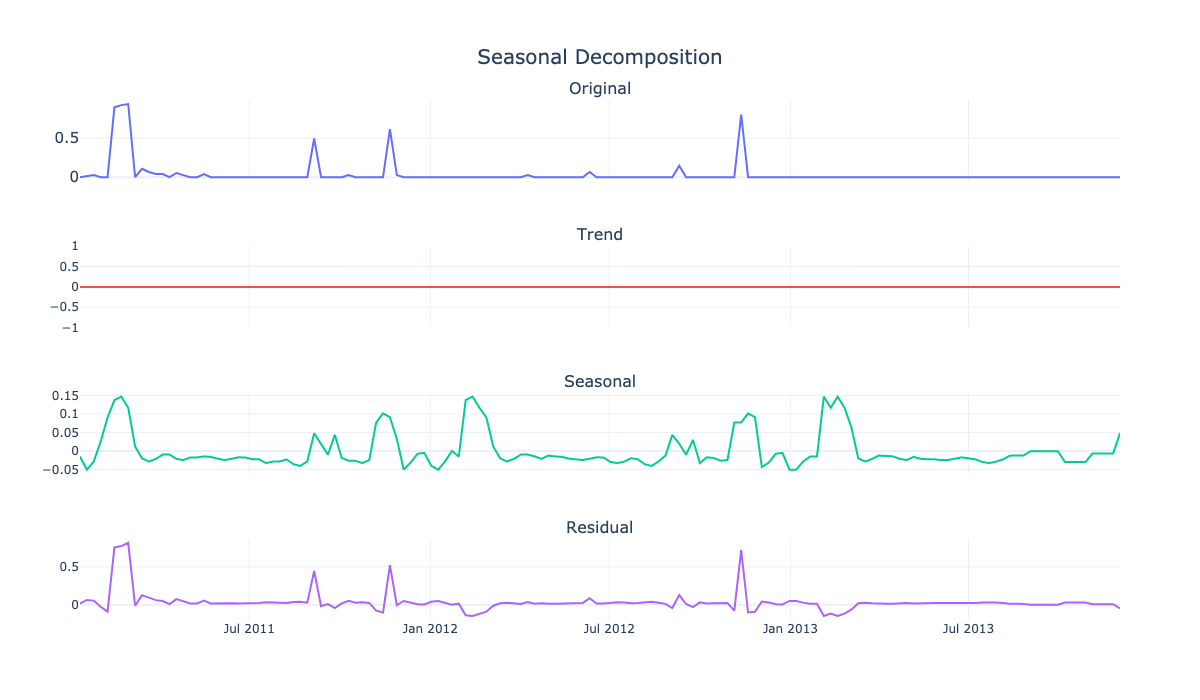 Seasonal Decomposition
Original
0.5
0
Trend
1
0.5
0
−0.5
−1
Seasonal
0.15
0.1
0.05
0
−0.05
Residual
0.5
0
Jul 2011 Jan 2012 Jul 2012 Jan 2013 Jul 2013